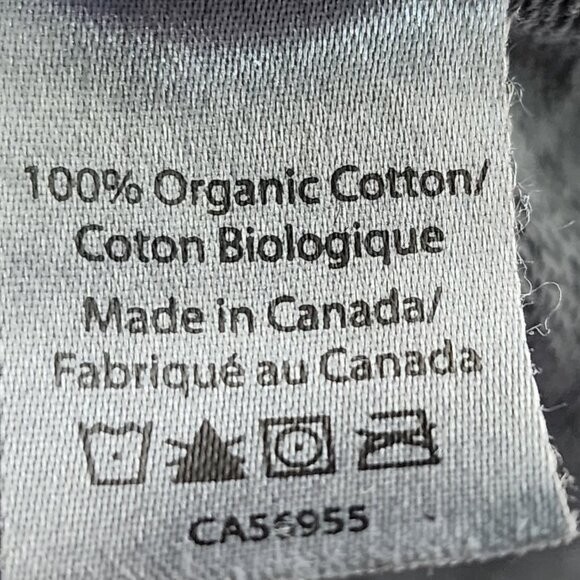 100% Organic Cotton/
Coton Biologique
Made in Canada/
Fabriqué au Canada
CA56955